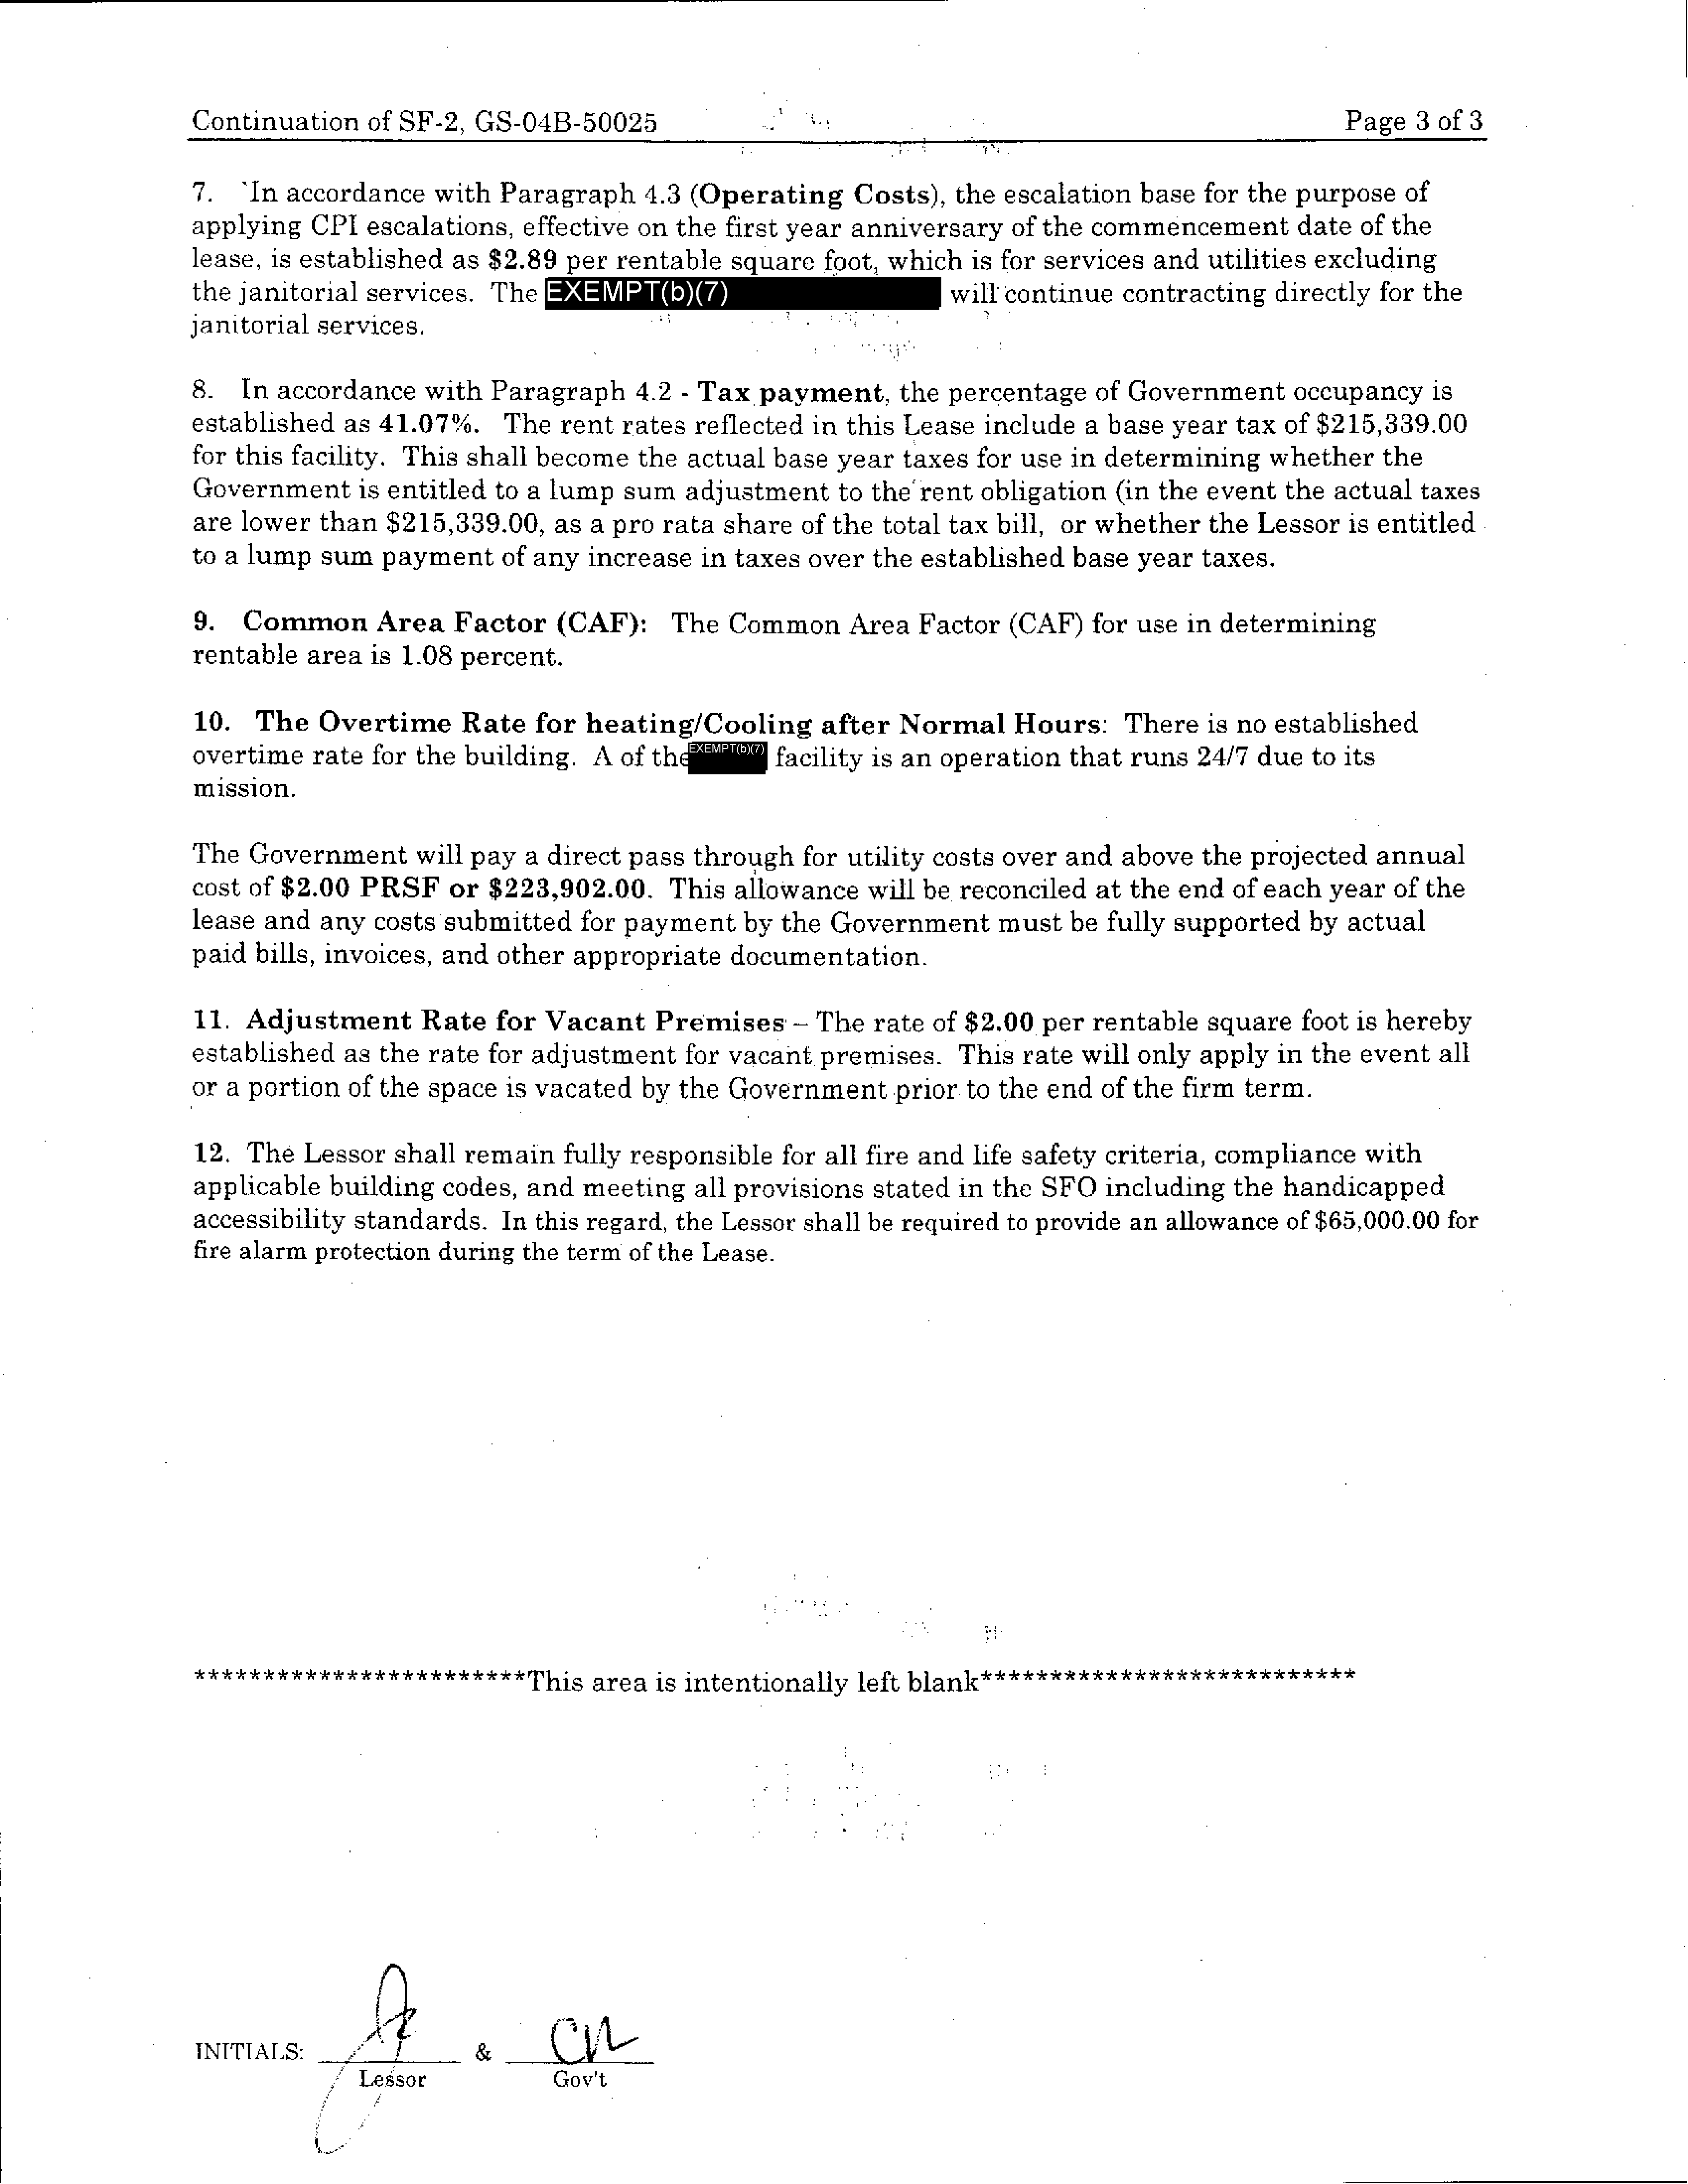 Continuation of SF-2, GS-04B-50025 Page 3 of 3
7. `In accordance with Paragraph 4.3 (Operating Costs), the escalation base for the purpose of
applying CPI escalations, effective on the first year anniversary of the commencement date of the
lease, is established as $2.89 per rentable square foot, which is for services and utilities excluding
the janitorial services. The EXEMPT(b)(7) will continue contracting directly for the
janitorial services.
8. In accordance with Paragraph 4.2 - Tax payment, the percentage of Government occupancy is
established as 41.07%. The rent rates reflected in this Lease include a base year tax of $215,339.00
for this facility. This shall become the actual base year taxes for use in determining whether the
Government is entitled to a lump sum adjustment to the rent obligation (in the event the actual taxes
are lower than $215,339.00, as a pro rata share of the total tax bill, or whether the Lessor is entitled
to a lump sum payment of any increase in taxes over the established base year taxes.
9. Common Area Factor (CAF): The Common Area Factor (CAF) for use in determining
rentable area is 1.08 percent.
10. The Overtime Rate for heating/Cooling after Normal Hours: There is no established
overtime rate for the building. A of the EXEMPT(b)(7) facility is an operation that runs 24/7 due to its
mission.
The Government will pay a direct pass through for utility costs over and above the projected annual
cost of $2.00 PRSF or $223,902.00. This allowance will be reconciled at the end of each year of the
lease and any costs submitted for payment by the Government must be fully supported by actual
paid bills, invoices, and other appropriate documentation.
11. Adjustment Rate for Vacant Premises – The rate of $2.00 per rentable square foot is hereby
established as the rate for adjustment for vacant premises. This rate will only apply in the event all
or a portion of the space is vacated by the Government prior to the end of the firm term.
12. The Lessor shall remain fully responsible for all fire and life safety criteria, compliance with
applicable building codes, and meeting all provisions stated in the SFO including the handicapped
accessibility standards. In this regard, the Lessor shall be required to provide an allowance of $65,000.00 for
fire alarm protection during the term of the Lease.
************************This area is intentionally left blank***************************
INITIALS: &
Lessor Gov't